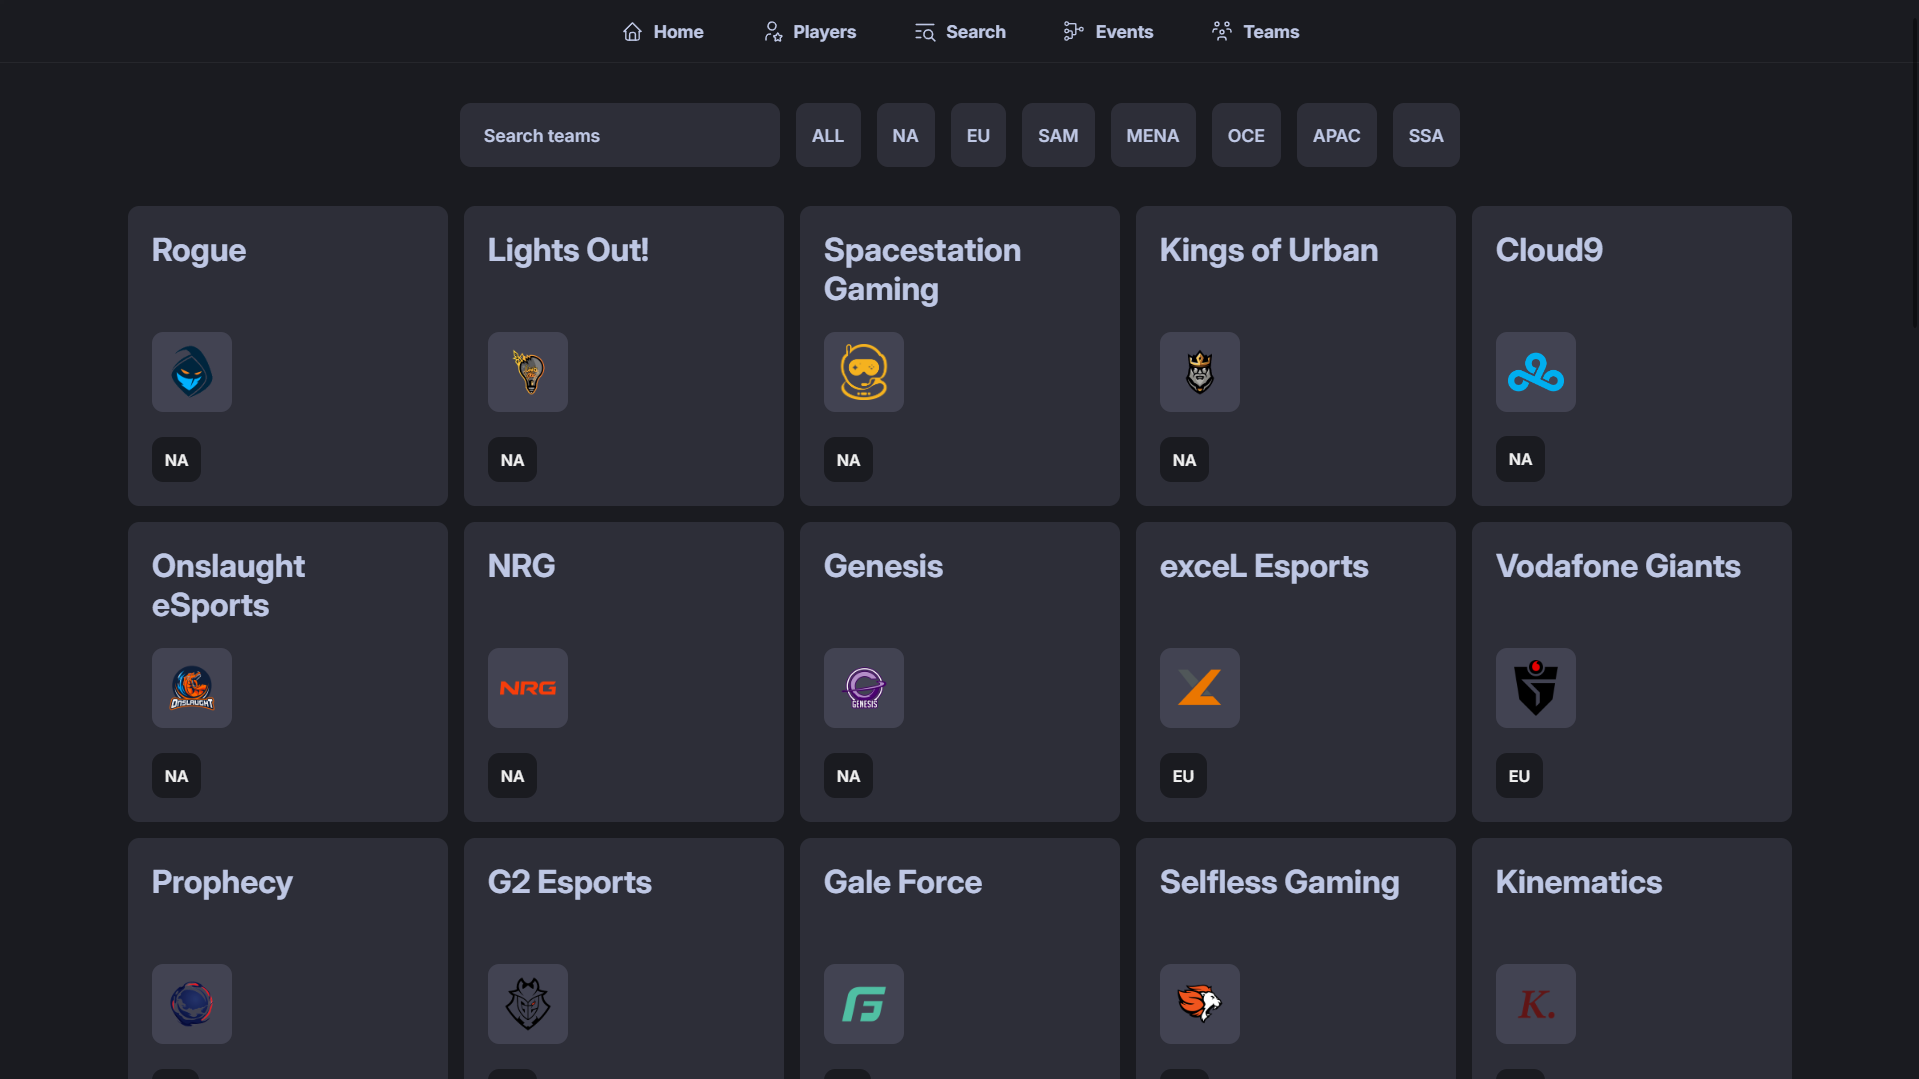 Home Players Search Events Teams
Search teams ALL NA EU SAM MENA OCE APAC SSA
Rogue
NA
Lights Out!
NA
Spacestation
Gaming
NA
Kings of Urban
NA
Cloud9
NA
Onslaught
eSports
ONSLAUGHT
NA
NRG
NRG
NA
Genesis
GENESIS
NA
exceL Esports
EU
Vodafone Giants
EU
Prophecy
G2 Esports
Gale Force
Selfless Gaming
Kinematics
K.